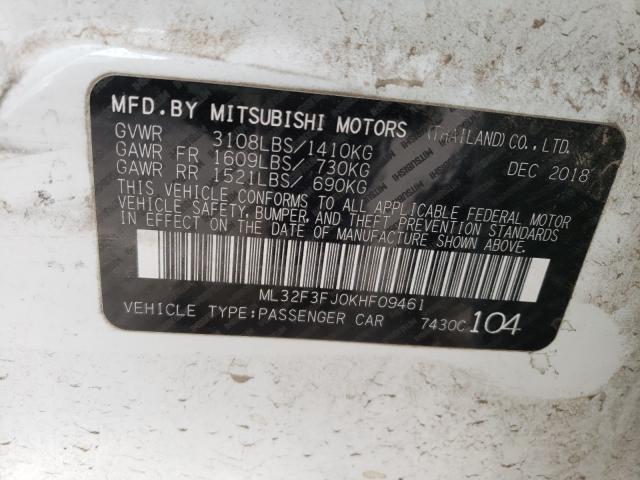 MFD.BY MITSUBISHI MOTORS (THAILAND) CO., LTD.
GVWR 3108LBS/1410KG DEC 2018
GAWR FR 1609LBS/ 730KG
GAWR RR 1521LBS/ 690KG
THIS VEHICLE CONFORMS TO ALL APPLICABLE FEDERAL MOTOR
VEHICLE SAFETY, BUMPER, AND THEFT PREVENTION STANDARDS
IN EFFECT ON THE DATE OF MANUFACTURE SHOWN ABOVE.
ML32F3FJ0KHF09461
VEHICLE TYPE:PASSENGER CAR 7430C 104